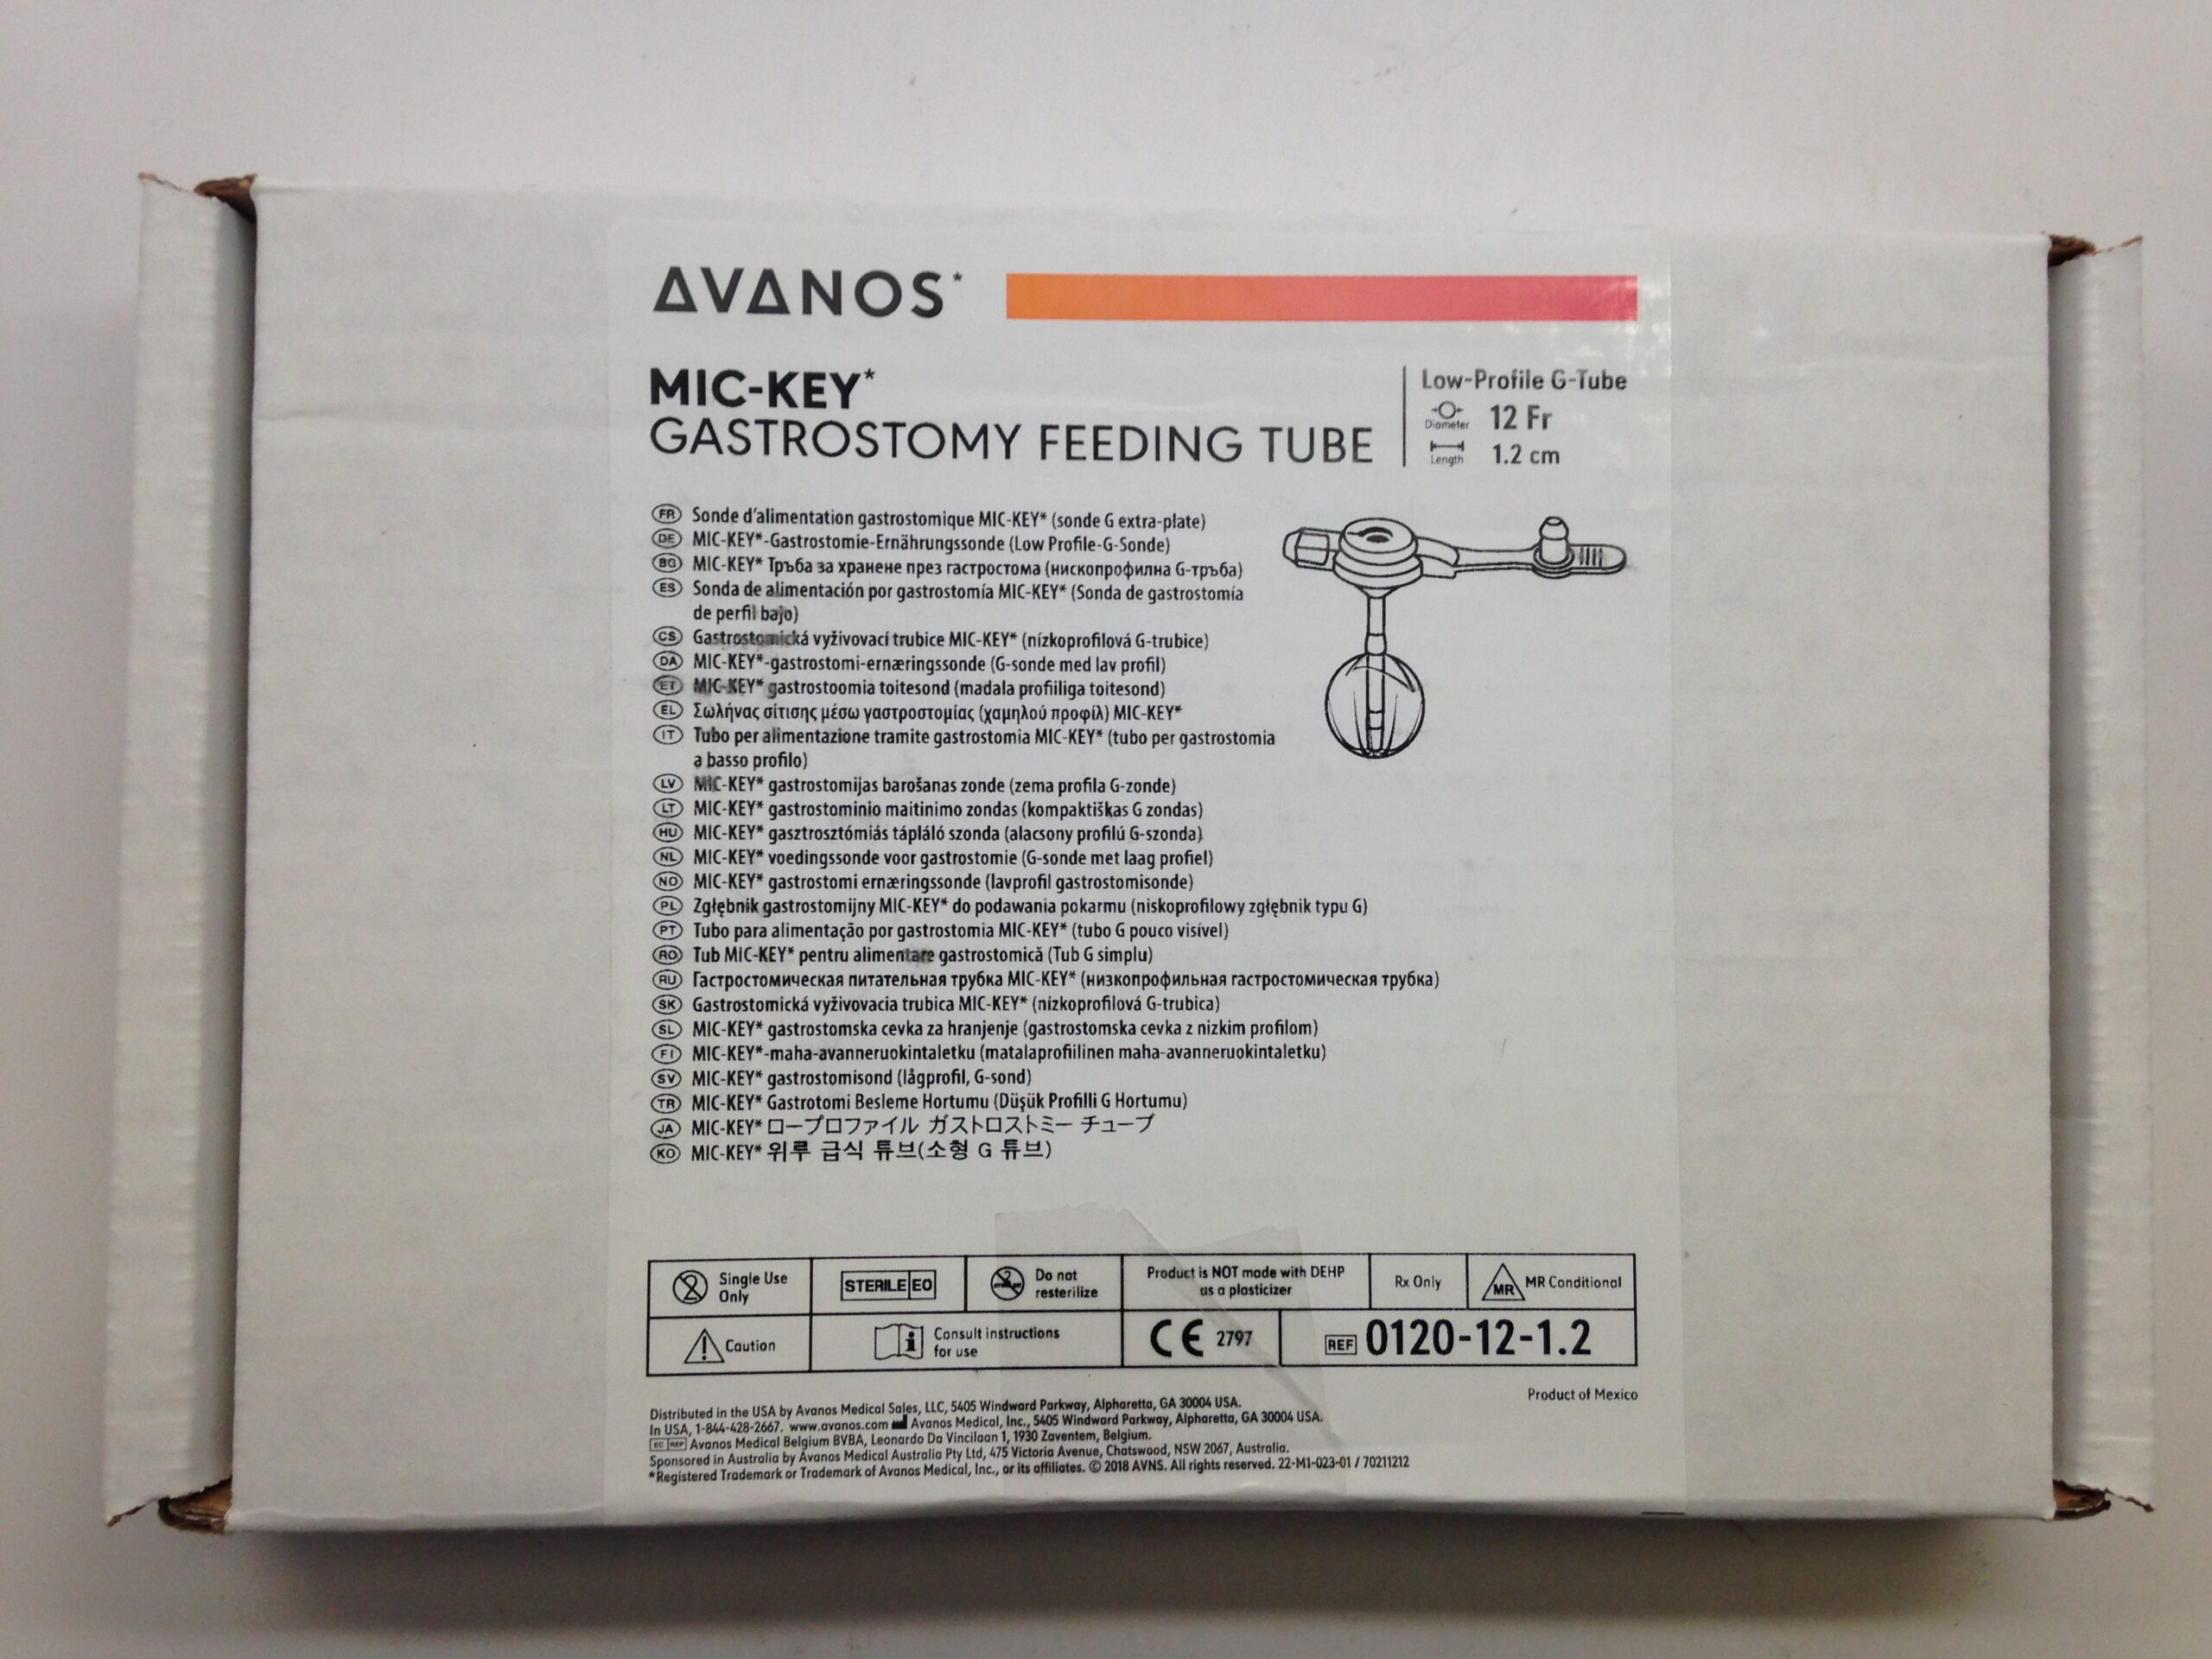 AVANOS*
MIC-KEY*
GASTROSTOMY FEEDING TUBE
Low-Profile G-Tube
Diameter 12 Fr
Length 1.2 cm
FR Sonde d'alimentation gastrostomique MIC-KEY* (sonde G extra-plate)
DE MIC-KEY*-Gastrostomie-Ernährungssonde (Low Profile-G-Sonde)
BG MIC-KEY* Тръба за хранене през гастростома (нископрофилна G-тръба)
ES Sonda de alimentación por gastrostomía MIC-KEY* (Sonda de gastrostomía
de perfil bajo)
CS Gastrostomická vyživovací trubice MIC-KEY* (nízkoprofilová G-trubice)
DA MIC-KEY*-gastrostomi-ernæringssonde (G-sonde med lav profil)
ET MIC-KEY* gastrostoomia toitesond (madala profiiliga toitesond)
EL Σωλήνας σίτισης μέσω γαστροστομίας (χαμηλού προφίλ) MIC-KEY*
IT Tubo per alimentazione tramite gastrostomia MIC-KEY* (tubo per gastrostomia
a basso profilo)
LV MIC-KEY* gastrostomijas barošanas zonde (zema profila G-zonde)
LT MIC-KEY* gastrostominio maitinimo zondas (kompaktiškas G zondas)
HU MIC-KEY* gasztrosztómiás tápláló szonda (alacsony profilú G-szonda)
NL MIC-KEY* voedingssonde voor gastrostomie (G-sonde met laag profiel)
NO MIC-KEY* gastrostomi ernæringssonde (lavprofil gastrostomisonde)
PL Zgłębnik gastrostomijny MIC-KEY* do podawania pokarmu (niskoprofilowy zgłębnik typu G)
PT Tubo para alimentação por gastrostomia MIC-KEY* (tubo G pouco visível)
RO Tub MIC-KEY* pentru alimentare gastrostomică (Tub G simplu)
RU Гастростомическая питательная трубка MIC-KEY* (низкопрофильная гастростомическая трубка)
SK Gastrostomická vyživovacia trubica MIC-KEY* (nízkoprofilová G-trubica)
SL MIC-KEY* gastrostomska cevka za hranjenje (gastrostomska cevka z nizkim profilom)
FI MIC-KEY*-maha-avanneruokintaletku (matalaprofiilinen maha-avanneruokintaletku)
SV MIC-KEY* gastrostomisond (lågprofil, G-sond)
TR MIC-KEY* Gastrotomi Besleme Hortumu (Düşük Profilli G Hortumu)
JA MIC-KEY* ロープロファイル ガストロストミー チューブ
KO MIC-KEY* 위루 급식 튜브(소형 G 튜브)
2 Single Use
Only
STERILE EO
2 Do not
resterilize
Product is NOT made with DEHP
as a plasticizer
Rx Only
MR MR Conditional
Caution
i Consult instructions
for use
CE 2797
REF 0120-12-1.2
Product of Mexico
Distributed in the USA by Avanos Medical Sales, LLC, 5405 Windward Parkway, Alpharetta, GA 30004 USA.
In USA, 1-844-428-2667. www.avanos.com Avanos Medical, Inc., 5405 Windward Parkway, Alpharetta, GA 30004 USA.
EC REP Avanos Medical Belgium BVBA, Leonardo Da Vincilaan 1, 1930 Zaventem, Belgium.
Sponsored in Australia by Avanos Medical Australia Pty Ltd, 475 Victoria Avenue, Chatswood, NSW 2067, Australia.
*Registered Trademark or Trademark of Avanos Medical, Inc., or its affiliates. © 2018 AVNS. All rights reserved. 22-M1-023-01 / 70211212